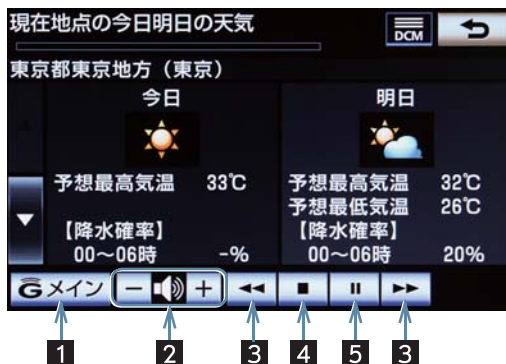 現在地点の今日明日の天気
DCM
東京都東京地方（東京）
今日 明日
予想最高気温 33℃ 予想最高気温 32℃
予想最低気温 26℃
【降水確率】 【降水確率】
00～06時 -% 00～06時 20%
G メイン − +
1 2 3 4 5 3